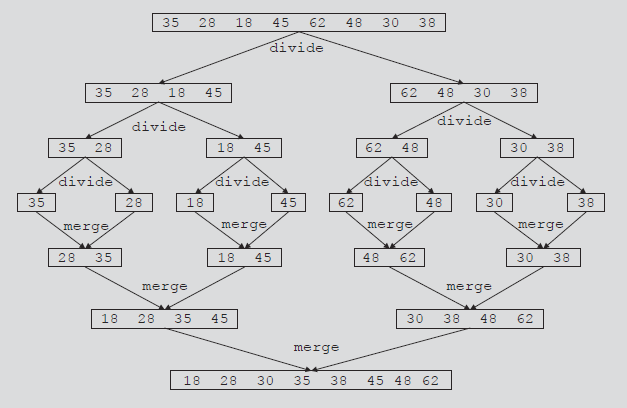 35 28 18 45 62 48 30 38
divide
35 28 18 45 62 48 30 38
divide divide
35 28 18 45 62 48 30 38
divide divide divide divide
35 28 18 45 62 48 30 38
merge merge merge merge
28 35 18 45 48 62 30 38
merge merge
18 28 35 45 30 38 48 62
merge
18 28 30 35 38 45 48 62